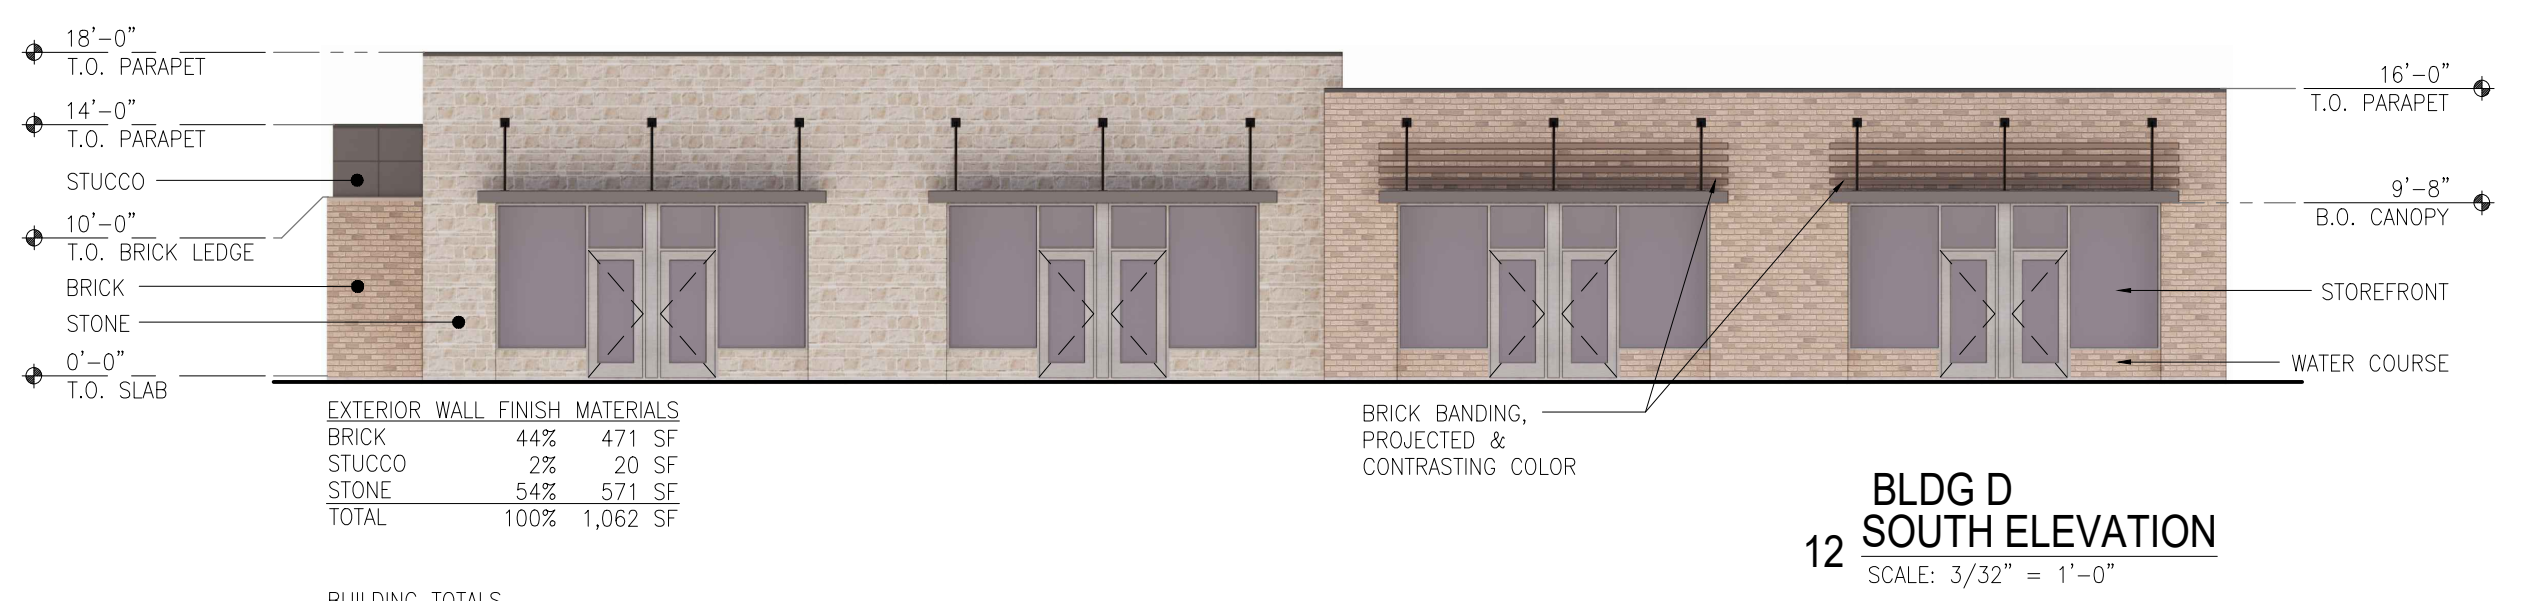 18'-0"
T.O. PARAPET
14'-0"
T.O. PARAPET
STUCCO
10'-0"
T.O. BRICK LEDGE
BRICK
STONE
0'-0"
T.O. SLAB
16'-0"
T.O. PARAPET
9'-8"
B.O. CANOPY
STOREFRONT
WATER COURSE
EXTERIOR WALL FINISH MATERIALS
BRICK 44% 471 SF
STUCCO 2% 20 SF
STONE 54% 571 SF
TOTAL 100% 1,062 SF
BRICK BANDING,
PROJECTED &
CONTRASTING COLOR
BLDG D
12 SOUTH ELEVATION
SCALE: 3/32" = 1'-0"
BUILDING TOTALS